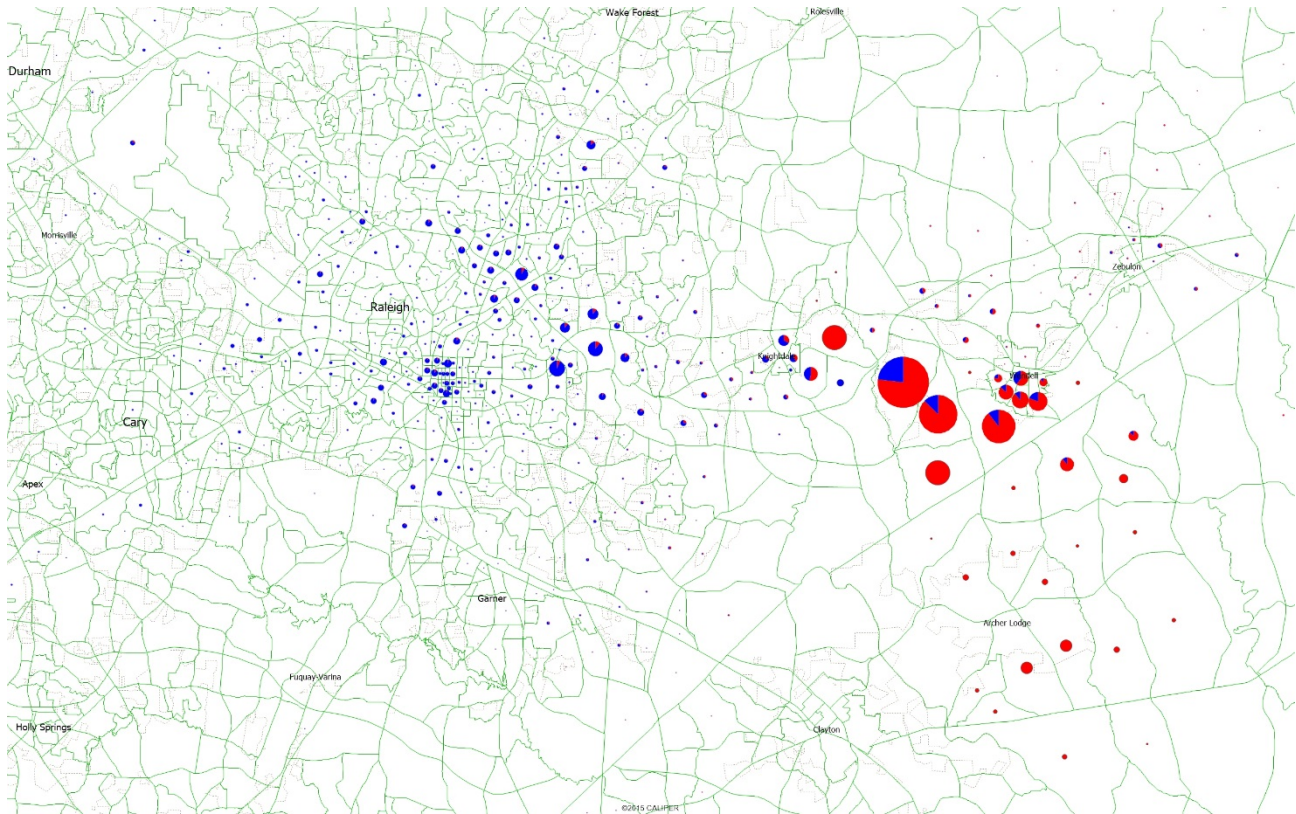 Wake Forest
Rolesville
Durham
Morrisville
Zebulon
Raleigh
Cary
Apex
Garner
Archer Lodge
Fuquay-Varina
Holly Springs
Clayton
©2015 CALIPER